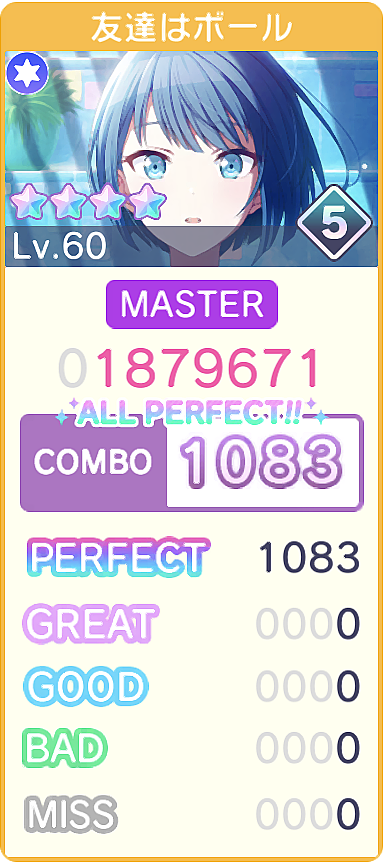 友達はボール
Lv.60
5
MASTER
01879671
ALL PERFECT!!
COMBO 1083
PERFECT 1083
GREAT 0000
GOOD 0000
BAD 0000
MISS 0000